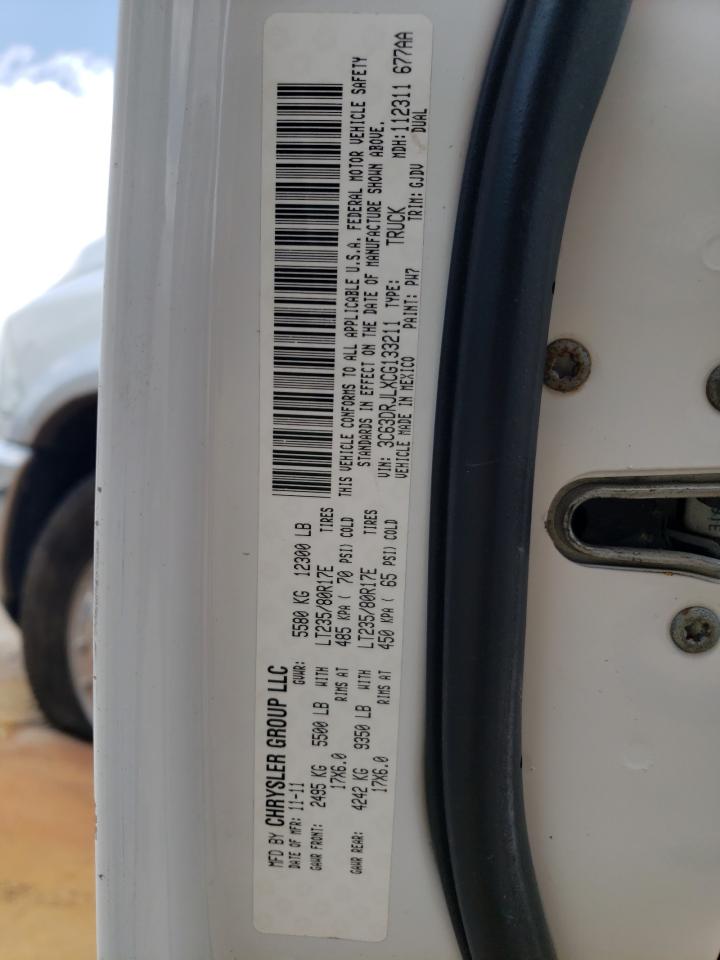 MFD BY CHRYSLER GROUP LLC
DATE OF MFR: 11-11 GVWR: 5580 KG 12300 LB
GAWR FRONT: 2495 KG 5500 LB WITH LT235/80R17E TIRES
17X6.0 RIMS AT 485 KPA ( 70 PSI) COLD
GAWR REAR: 4242 KG 9350 LB WITH LT235/80R17E TIRES
17X6.0 RIMS AT 450 KPA ( 65 PSI) COLD
THIS VEHICLE CONFORMS TO ALL APPLICABLE U.S.A. FEDERAL MOTOR VEHICLE SAFETY
STANDARDS IN EFFECT ON THE DATE OF MANUFACTURE SHOWN ABOVE.
VIN: 3C63DRJLXCG133211 TYPE: TRUCK MDH: 112311 677AA
VEHICLE MADE IN MEXICO PAINT: PW7 TRIM: GJDV DUAL